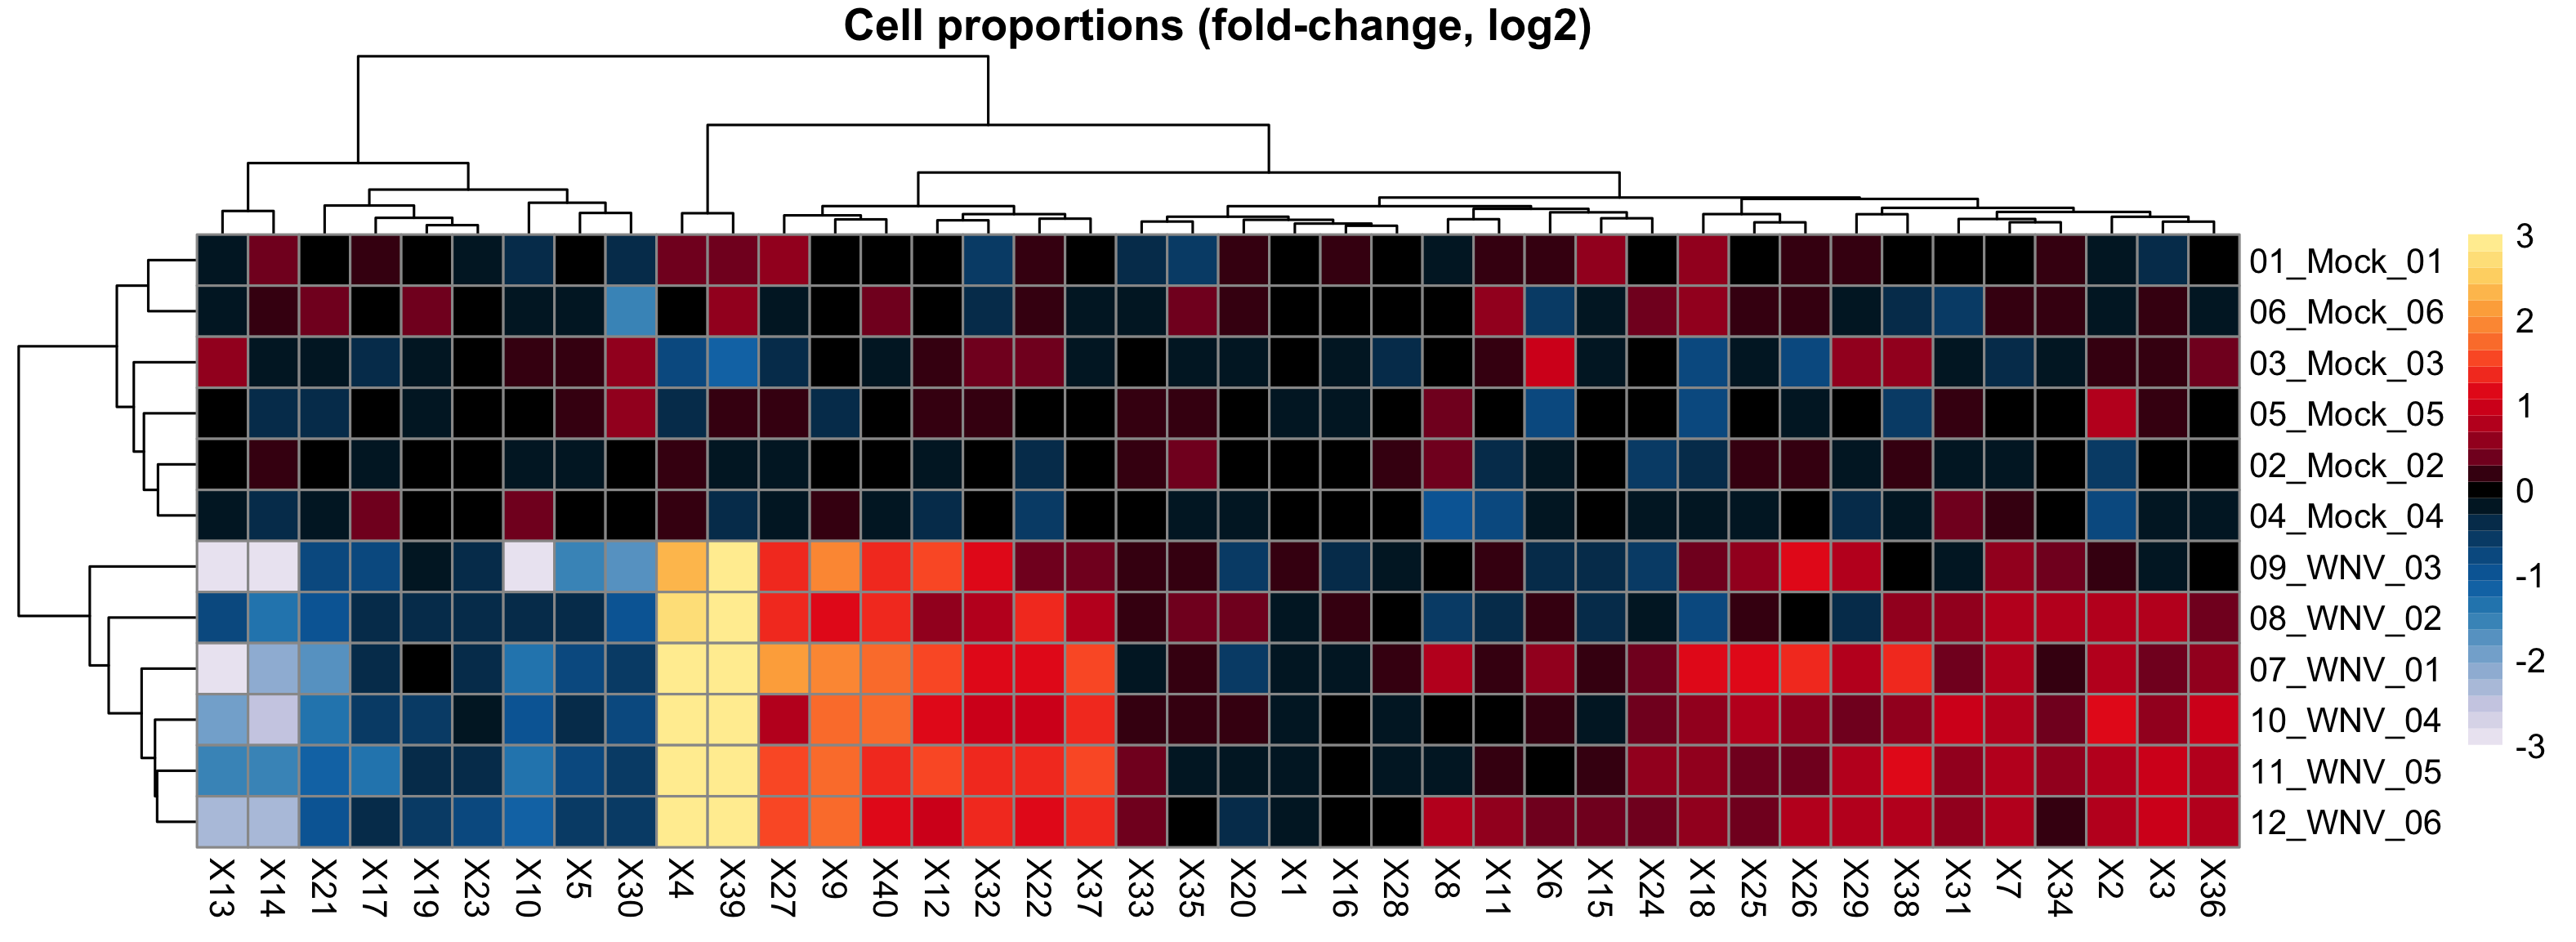 Cell proportions (fold-change, log2)
01_Mock_01
06_Mock_06
03_Mock_03
05_Mock_05
02_Mock_02
04_Mock_04
09_WNV_03
08_WNV_02
07_WNV_01
10_WNV_04
11_WNV_05
12_WNV_06
3
2
1
0
-1
-2
-3
X13 X14 X21 X17 X19 X23 X10 X5 X30 X4 X39 X27 X9 X40 X12 X32 X22 X37 X33 X35 X20 X1 X16 X28 X8 X11 X6 X15 X24 X18 X25 X26 X29 X38 X31 X7 X34 X2 X3 X36